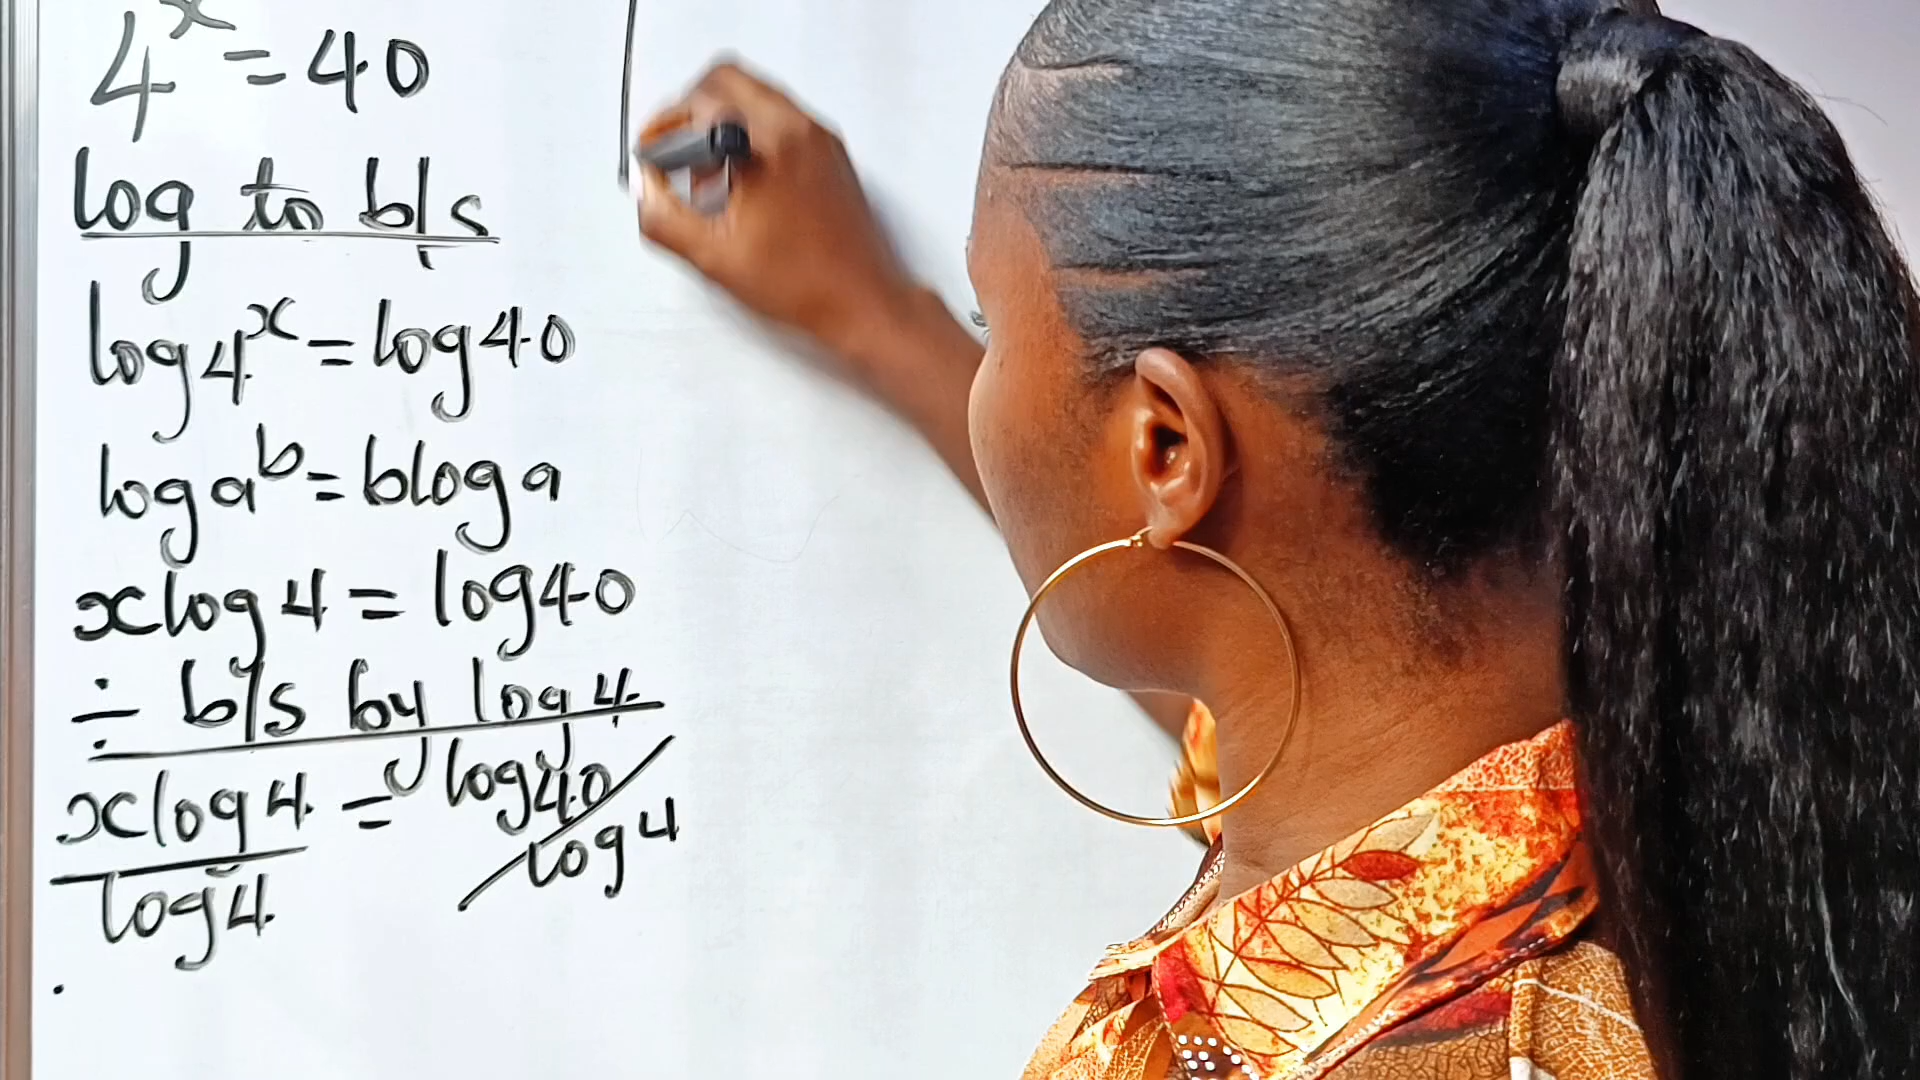 4^x = 40
log to b/s
log 4^x = log 40
log a^b = b log a
x log 4 = log 40
÷ b/s by log 4
x log 4 / log 4 = log 40 / log 4